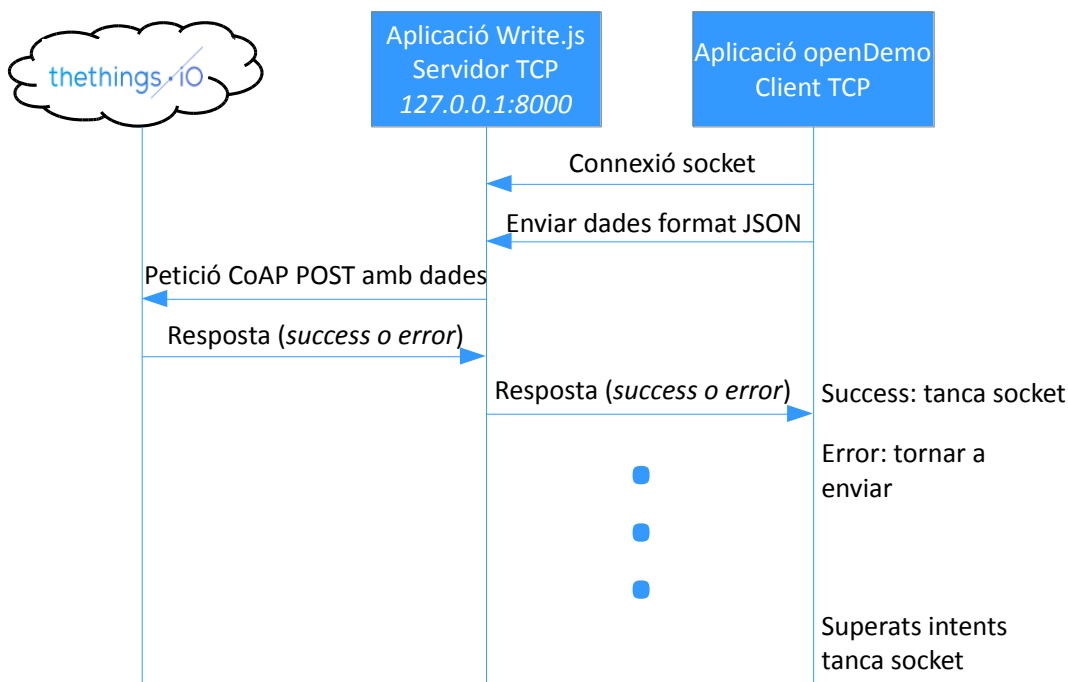 thethings.iO
Aplicació Write.js
Servidor TCP
127.0.0.1:8000
Aplicació openDemo
Client TCP
Connexió socket
Enviar dades format JSON
Petició CoAP POST amb dades
Resposta (success o error)
Resposta (success o error)
Success: tanca socket
Error: tornar a
enviar
Superats intents
tanca socket